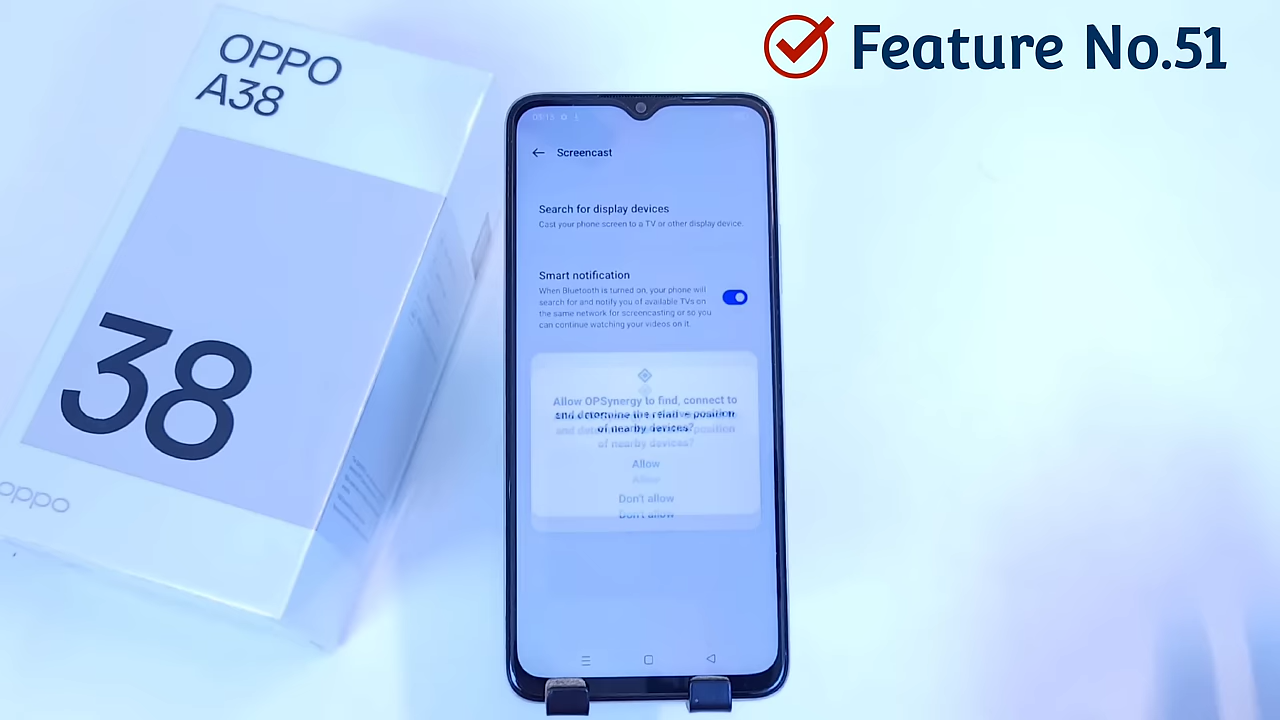 Feature No.51
OPPO
A38
38
oppo
Screencast
Search for display devices
Cast your phone screen to a TV or other display device.
Smart notification
When Bluetooth is turned on, your phone will
search for and notify you of available TVs on
the same network for screencasting or so you
can continue watching your videos on it.
Allow OPSynergy to find, connect to
and determine the relative position
of nearby devices?
Allow
Don't allow